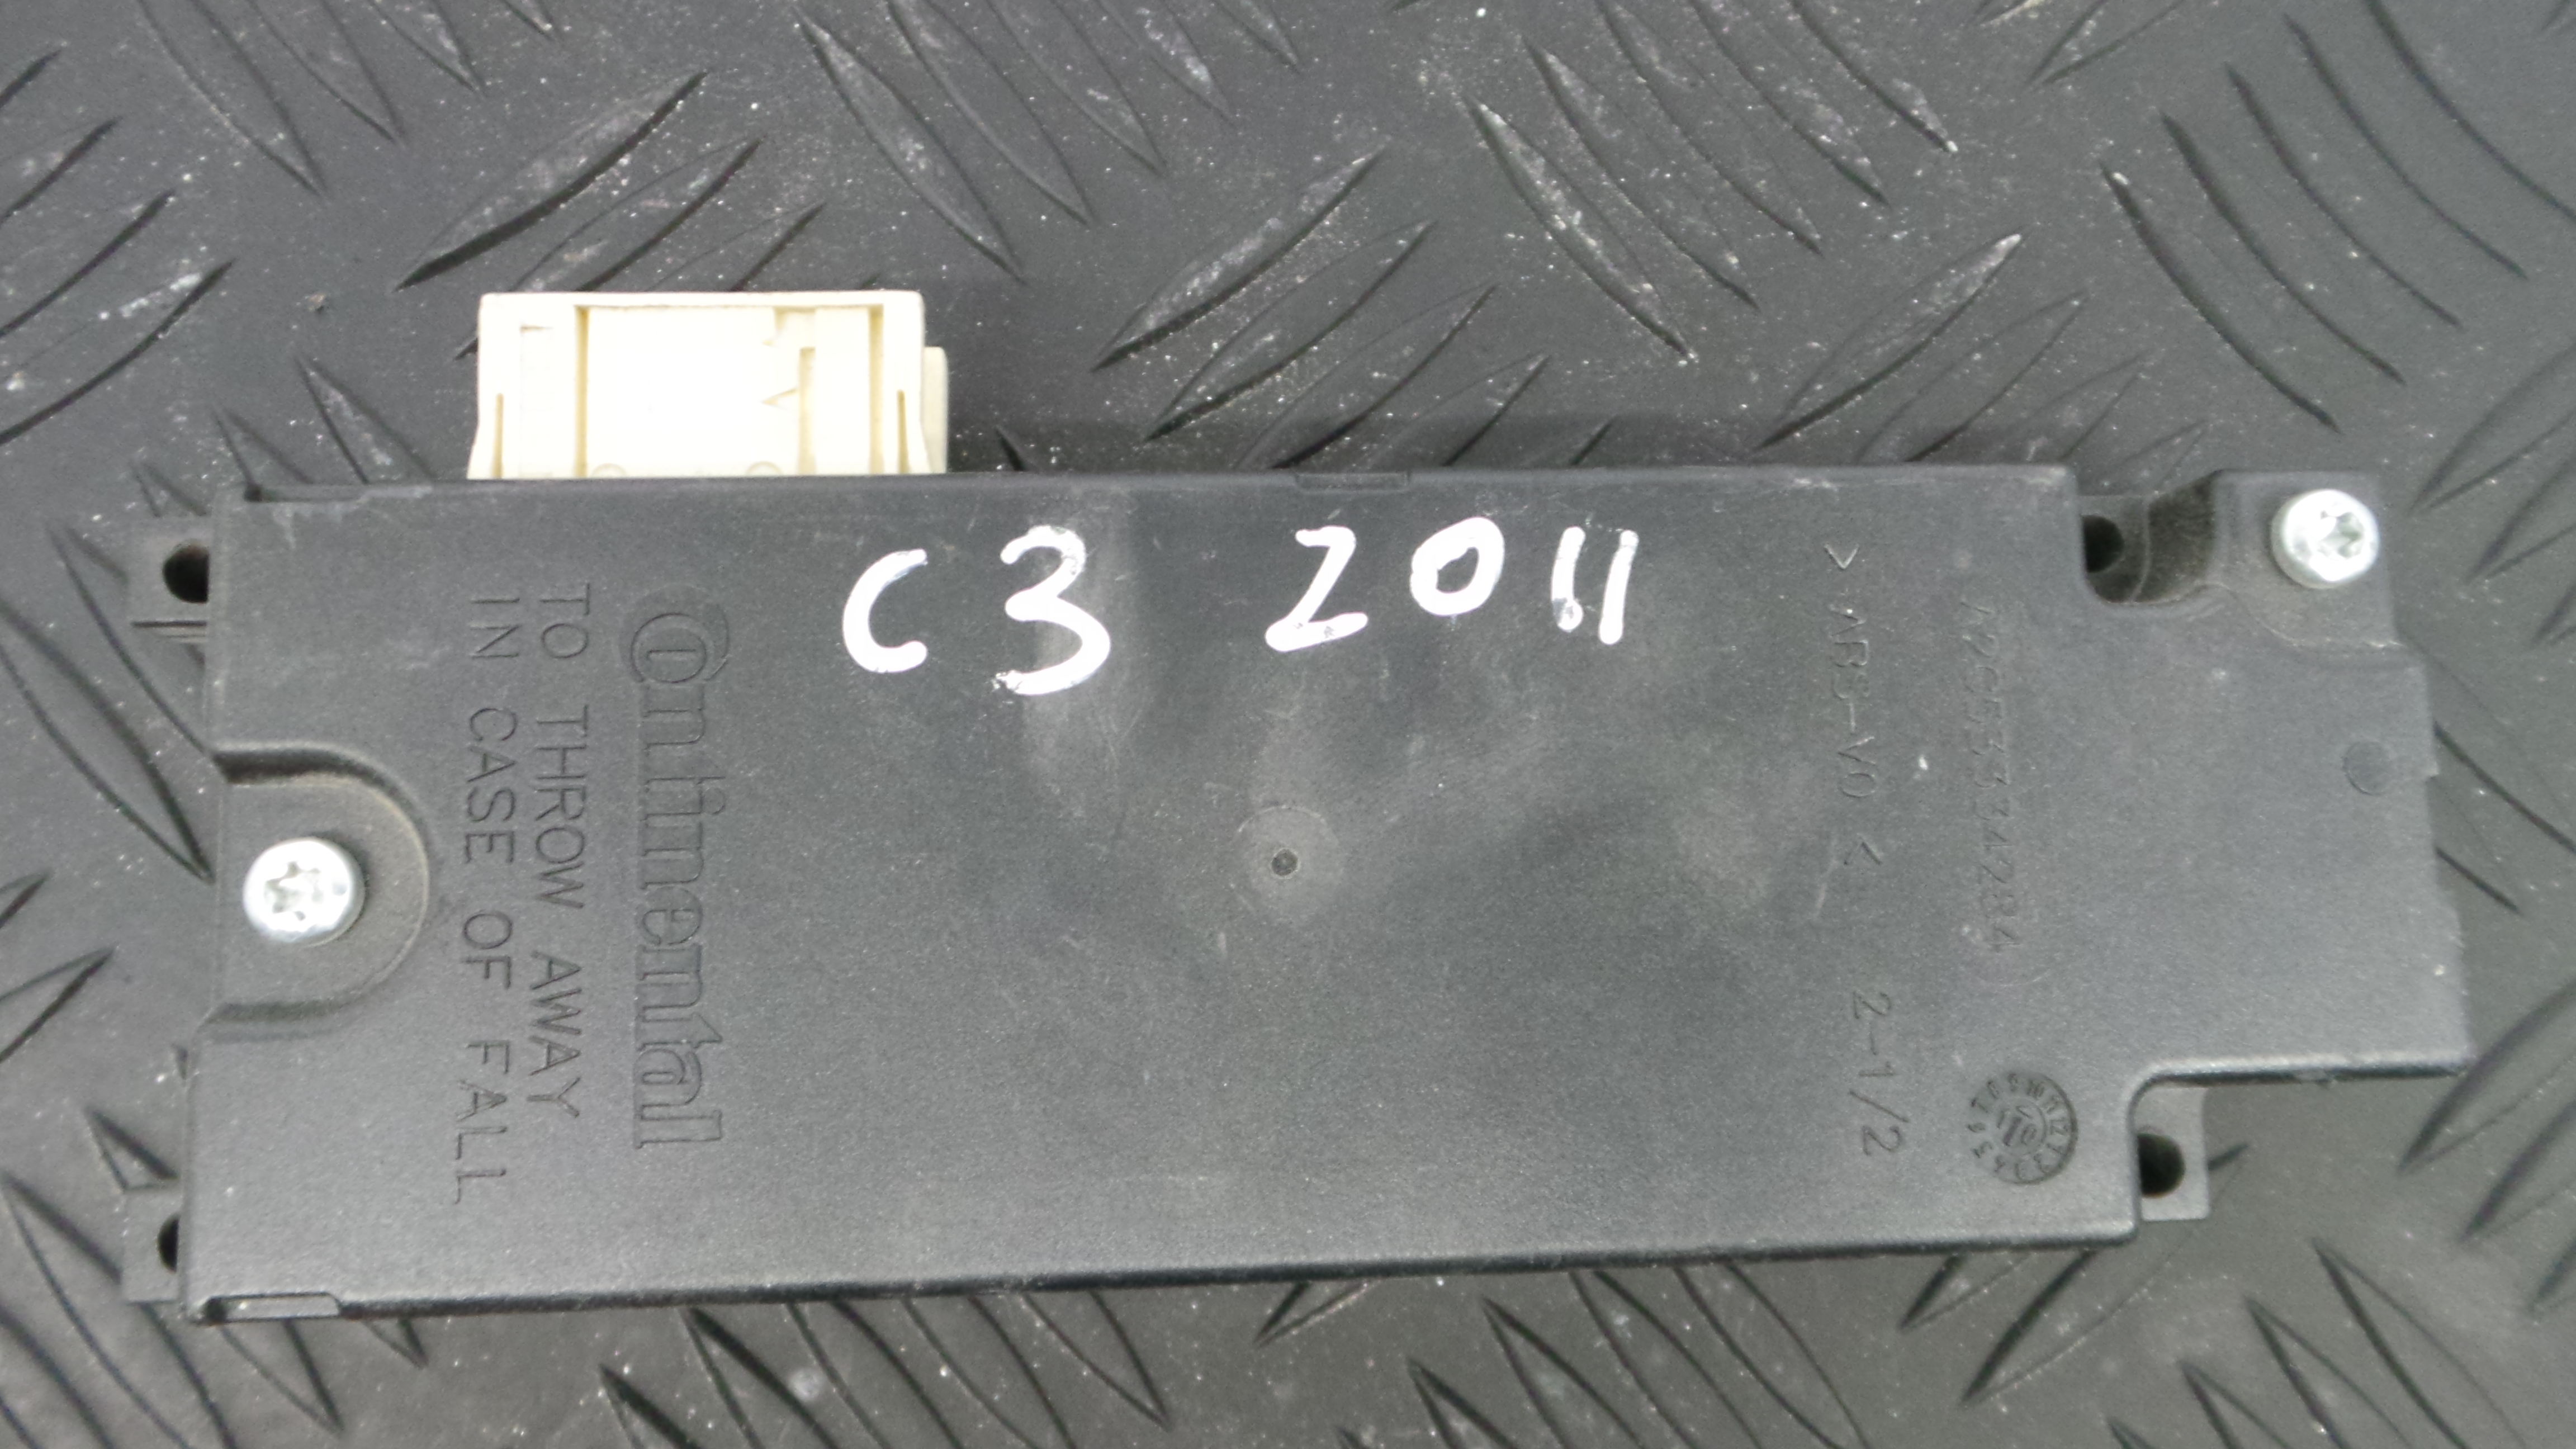 C3 2011
Continental
TO THROW AWAY
IN CASE OF FALL
>ABS-V0<
2-1/2